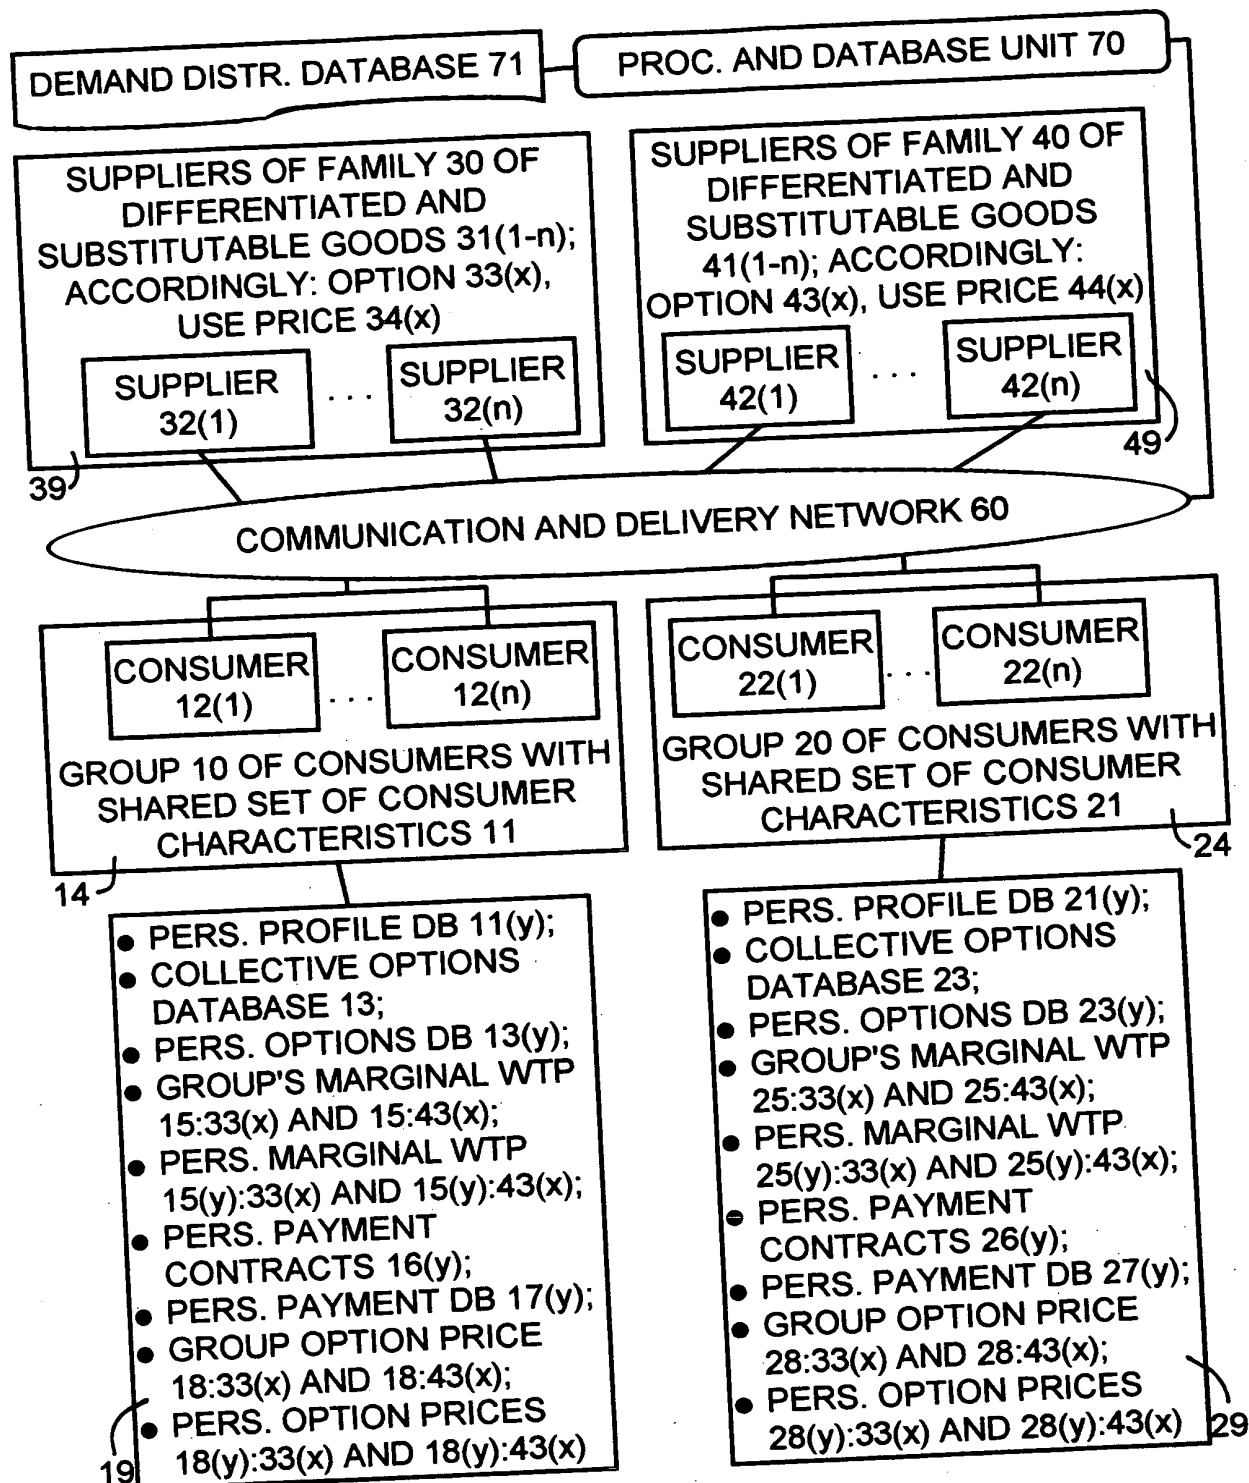 DEMAND DISTR. DATABASE 71
PROC. AND DATABASE UNIT 70
SUPPLIERS OF FAMILY 30 OF
DIFFERENTIATED AND
SUBSTITUTABLE GOODS 31(1-n);
ACCORDINGLY: OPTION 33(x),
USE PRICE 34(x)
SUPPLIER
32(1)
. . .
SUPPLIER
32(n)
39
SUPPLIERS OF FAMILY 40 OF
DIFFERENTIATED AND
SUBSTITUTABLE GOODS
41(1-n); ACCORDINGLY:
OPTION 43(x), USE PRICE 44(x)
SUPPLIER
42(1)
. . .
SUPPLIER
42(n)
49
COMMUNICATION AND DELIVERY NETWORK 60
CONSUMER
12(1)
. . .
CONSUMER
12(n)
GROUP 10 OF CONSUMERS WITH
SHARED SET OF CONSUMER
CHARACTERISTICS 11
14
CONSUMER
22(1)
. . .
CONSUMER
22(n)
GROUP 20 OF CONSUMERS WITH
SHARED SET OF CONSUMER
CHARACTERISTICS 21
24
● PERS. PROFILE DB 11(y);
● COLLECTIVE OPTIONS
DATABASE 13;
● PERS. OPTIONS DB 13(y);
● GROUP'S MARGINAL WTP
15:33(x) AND 15:43(x);
● PERS. MARGINAL WTP
15(y):33(x) AND 15(y):43(x);
● PERS. PAYMENT
CONTRACTS 16(y);
● PERS. PAYMENT DB 17(y);
● GROUP OPTION PRICE
18:33(x) AND 18:43(x);
● PERS. OPTION PRICES
18(y):33(x) AND 18(y):43(x)
19
● PERS. PROFILE DB 21(y);
● COLLECTIVE OPTIONS
DATABASE 23;
● PERS. OPTIONS DB 23(y);
● GROUP'S MARGINAL WTP
25:33(x) AND 25:43(x);
● PERS. MARGINAL WTP
25(y):33(x) AND 25(y):43(x);
● PERS. PAYMENT
CONTRACTS 26(y);
● PERS. PAYMENT DB 27(y);
● GROUP OPTION PRICE
28:33(x) AND 28:43(x);
● PERS. OPTION PRICES
28(y):33(x) AND 28(y):43(x)
29